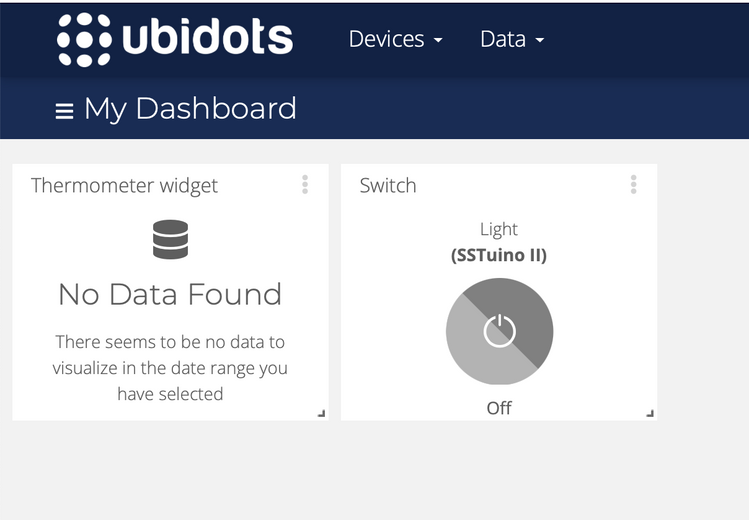 ubidots
Devices
Data
My Dashboard
Thermometer widget
No Data Found
There seems to be no data to
visualize in the date range you
have selected
Switch
Light
(SSTuino II)
Off